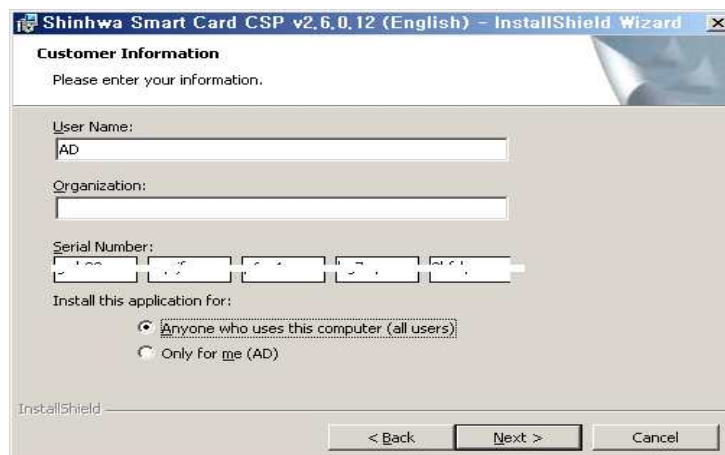 Shinhwa Smart Card CSP v2,6,0,12 (English) - InstallShield Wizard
Customer Information
Please enter your information.
User Name:
AD
Organization:
Serial Number:
Install this application for:
Anyone who uses this computer (all users)
Only for me (AD)
InstallShield
< Back
Next >
Cancel